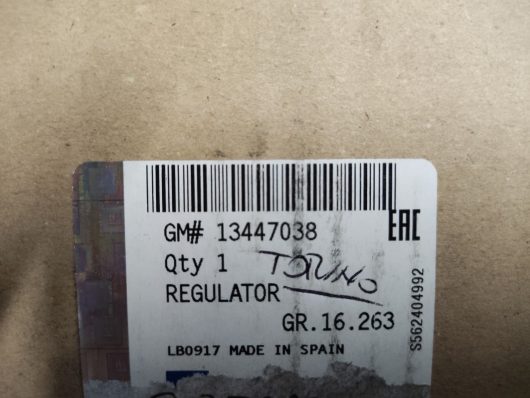 GM# 13447038
EAC
Qty 1 TORINO
REGULATOR
GR.16.263
S562404992
LB0917 MADE IN SPAIN